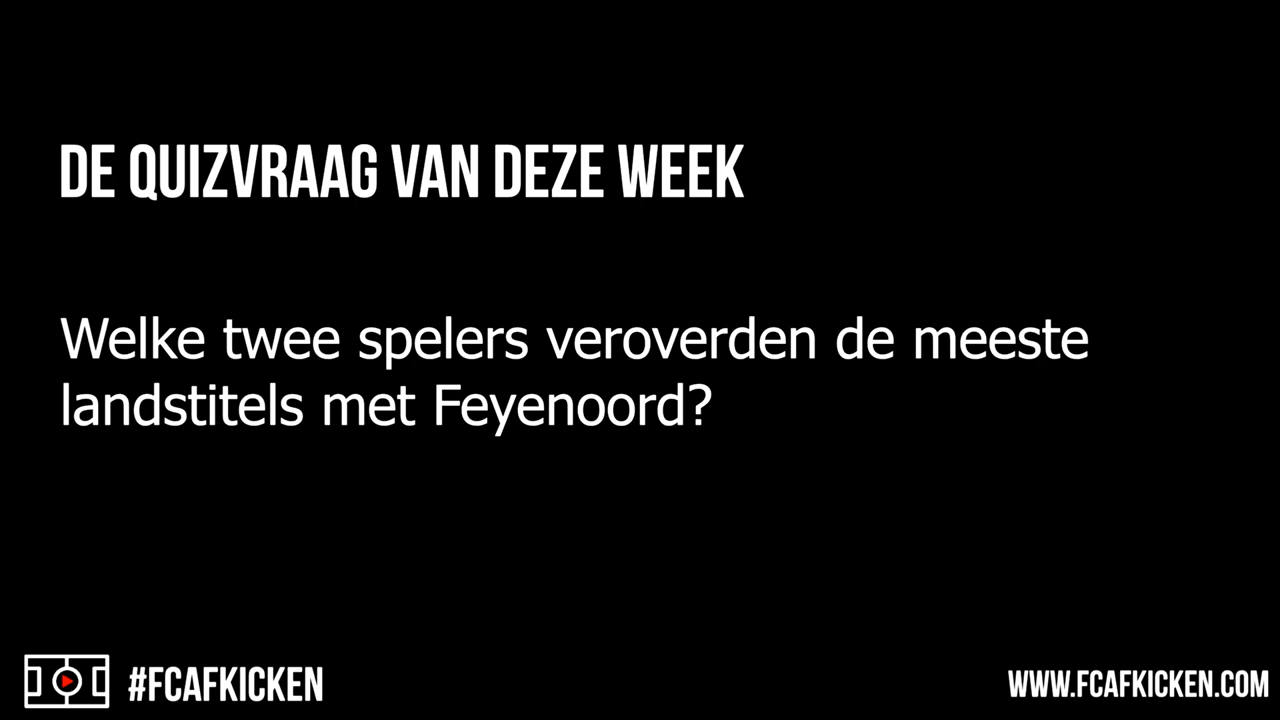 DE QUIZVRAAG VAN DEZE WEEK
Welke twee spelers veroverden de meeste
landstitels met Feyenoord?
#FCAFKICKEN
WWW.FCAFKICKEN.COM